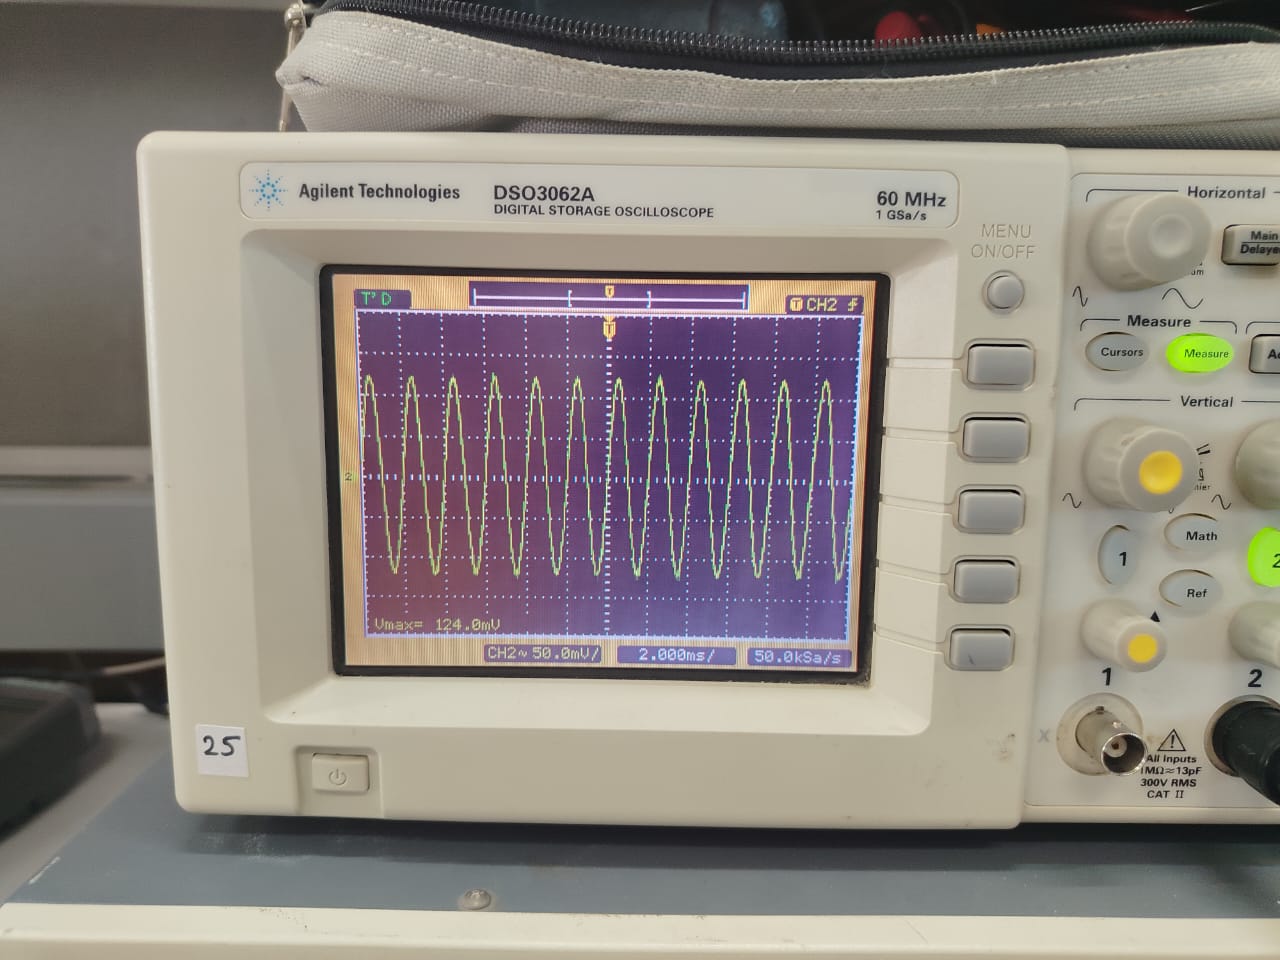 Agilent Technologies
DSO3062A
DIGITAL STORAGE OSCILLOSCOPE
60 MHz
1 GSa/s
MENU
ON/OFF
Horizontal
Main
T'D
T
CH2
T
Measure
Cursors
Measure
Vertical
2
Math
1
2
Ref
Vmax= 124.0mV
CH2~ 50.0mV/
2.000ms/
50.0kSa/s
1
2
25
X
All Inputs
1MΩ≈13pF
300V RMS
CAT II